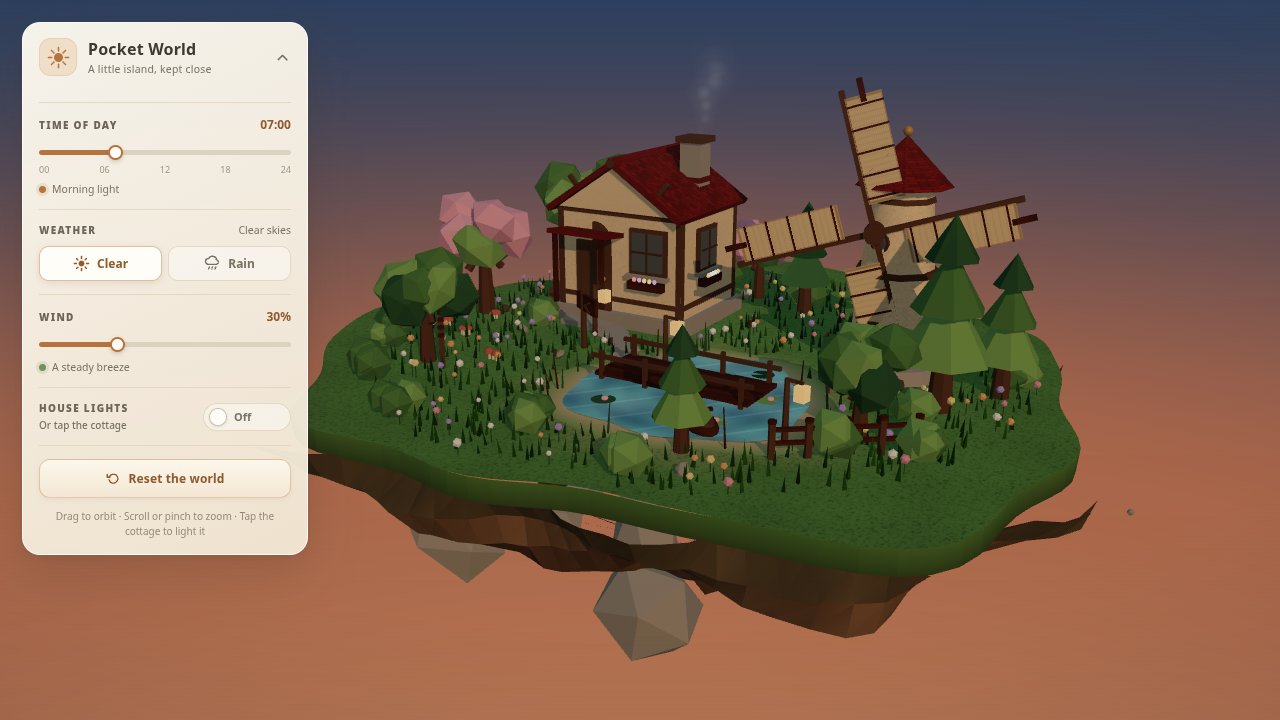 Pocket World
A little island, kept close
TIME OF DAY 07:00
00 06 12 18 24
Morning light
WEATHER Clear skies
Clear Rain
WIND 30%
A steady breeze
HOUSE LIGHTS
Or tap the cottage
Off
Reset the world
Drag to orbit · Scroll or pinch to zoom · Tap the
cottage to light it